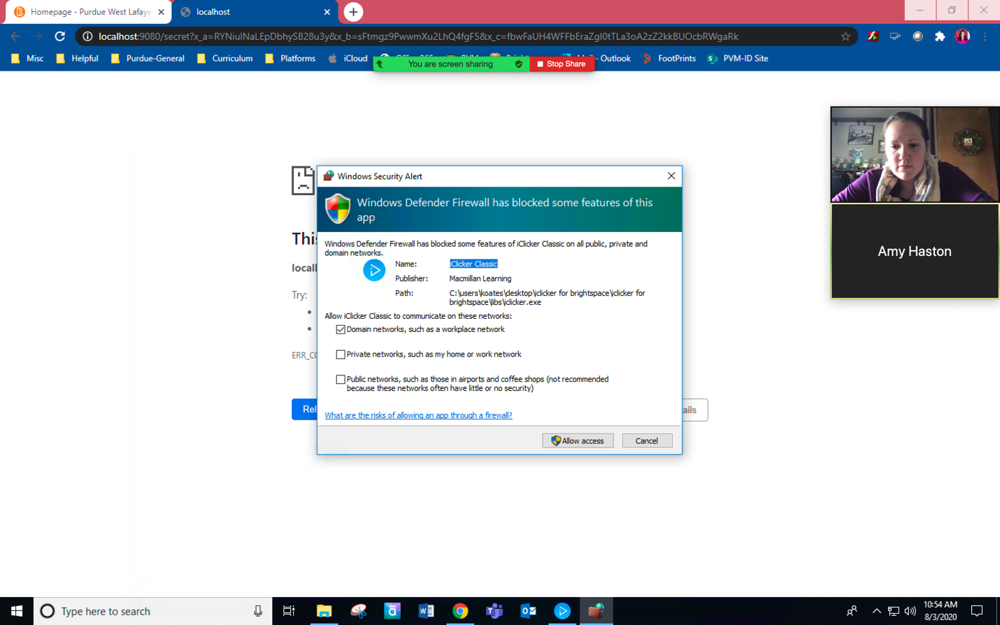 Homepage - Purdue West Lafaye
localhost
localhost:9080/secret?x_a=RYNiulNaLEpDbhySB28u3y&x_b=sFtmgz9PwwmXu2LhQ4fgF5&x_c=fbwFaUH4WFFbEraZgI0tTLa3oA2zZ2kkBUOcbRWgaRk
Misc Helpful Purdue-General Curriculum Platforms iCloud Outlook FootPrints PVM-ID Site
You are screen sharing Stop Share
Windows Security Alert
Windows Defender Firewall has blocked some features of this
app
Thi
Windows Defender Firewall has blocked some features of iClicker Classic on all public, private and
domain networks.
Name: iClicker Classic
Publisher: Macmillan Learning
Path: C:\users\koates\desktop\iclicker for brightspace\iclicker for
brightspace\libs\iclicker.exe
locall
Try:
Allow iClicker Classic to communicate on these networks:
Domain networks, such as a workplace network
Private networks, such as my home or work network
ERR_CO
Public networks, such as those in airports and coffee shops (not recommended
because these networks often have little or no security)
Rel
ails
What are the risks of allowing an app through a firewall?
Allow access Cancel
Amy Haston
Type here to search
10:54 AM
8/3/2020